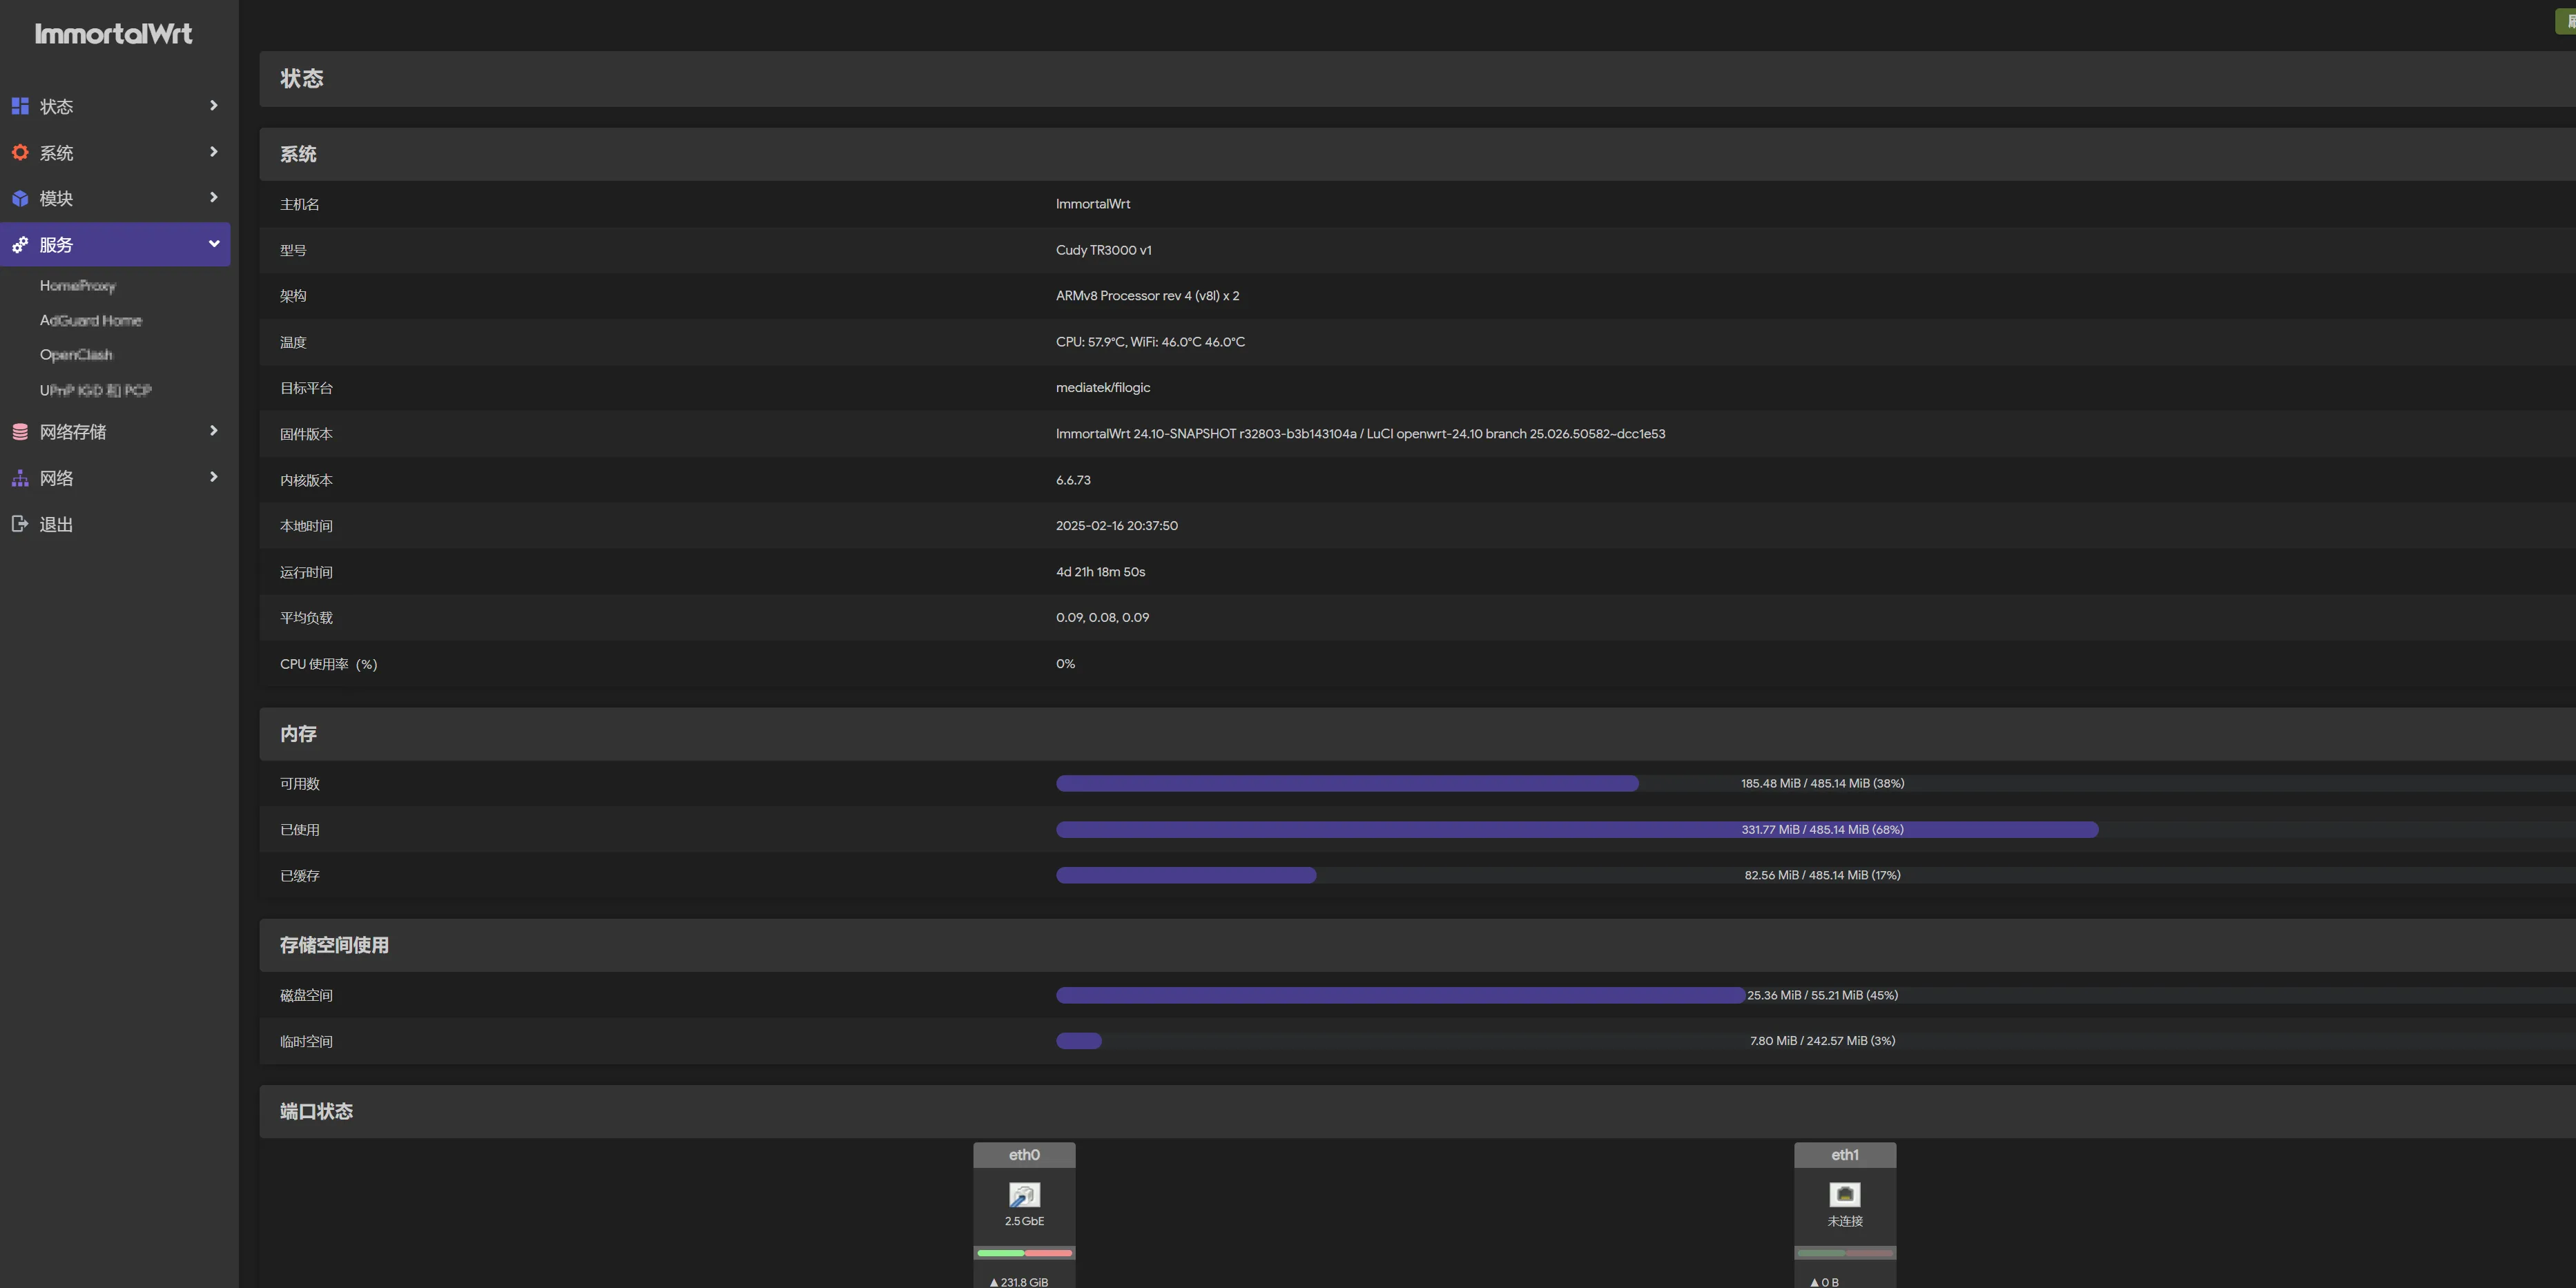 ImmortalWrt
状态
系统
模块
服务
HomeProxy
AdGuard Home
OpenClash
UPnP IGD 和 PCP
网络存储
网络
退出
状态
系统
主机名 ImmortalWrt
型号 Cudy TR3000 v1
架构 ARMv8 Processor rev 4 (v8l) x 2
温度 CPU: 57.9°C, WiFi: 46.0°C 46.0°C
目标平台 mediatek/filogic
固件版本 ImmortalWrt 24.10-SNAPSHOT r32803-b3b143104a / LuCI openwrt-24.10 branch 25.026.50582~dcc1e53
内核版本 6.6.73
本地时间 2025-02-16 20:37:50
运行时间 4d 21h 18m 50s
平均负载 0.09, 0.08, 0.09
CPU 使用率（%） 0%
内存
可用数 185.48 MiB / 485.14 MiB (38%)
已使用 331.77 MiB / 485.14 MiB (68%)
已缓存 82.56 MiB / 485.14 MiB (17%)
存储空间使用
磁盘空间 25.36 MiB / 55.21 MiB (45%)
临时空间 7.80 MiB / 242.57 MiB (3%)
端口状态
eth0 eth1
2.5 GbE 未连接
▲ 231.8 GiB ▲ 0 B